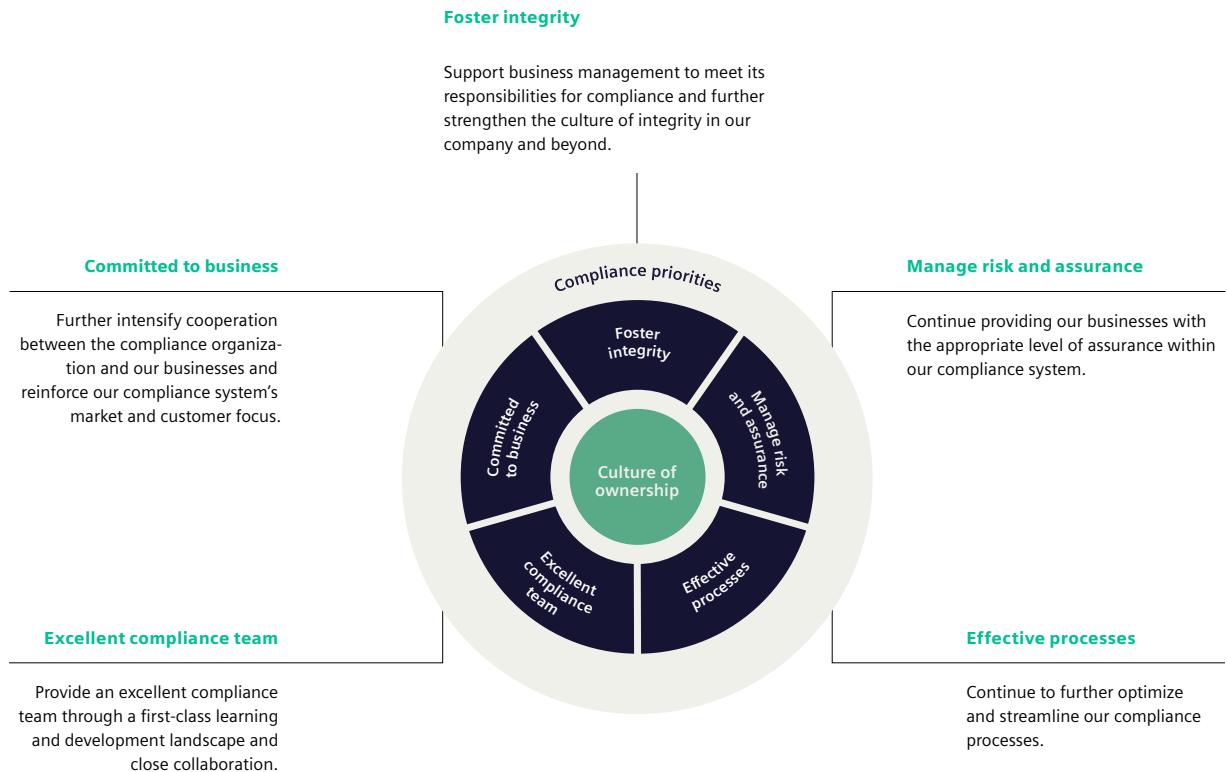 Foster integrity
Support business management to meet its
responsibilities for compliance and further
strengthen the culture of integrity in our
company and beyond.
Committed to business
Further intensify cooperation
between the compliance organiza-
tion and our businesses and
reinforce our compliance system's
market and customer focus.
Manage risk and assurance
Continue providing our businesses with
the appropriate level of assurance within
our compliance system.
Compliance priorities
Foster
integrity
Committed
to business
Manage risk
and assurance
Culture of
ownership
Excellent
compliance
team
Effective
processes
Excellent compliance team
Provide an excellent compliance
team through a first-class learning
and development landscape and
close collaboration.
Effective processes
Continue to further optimize
and streamline our compliance
processes.